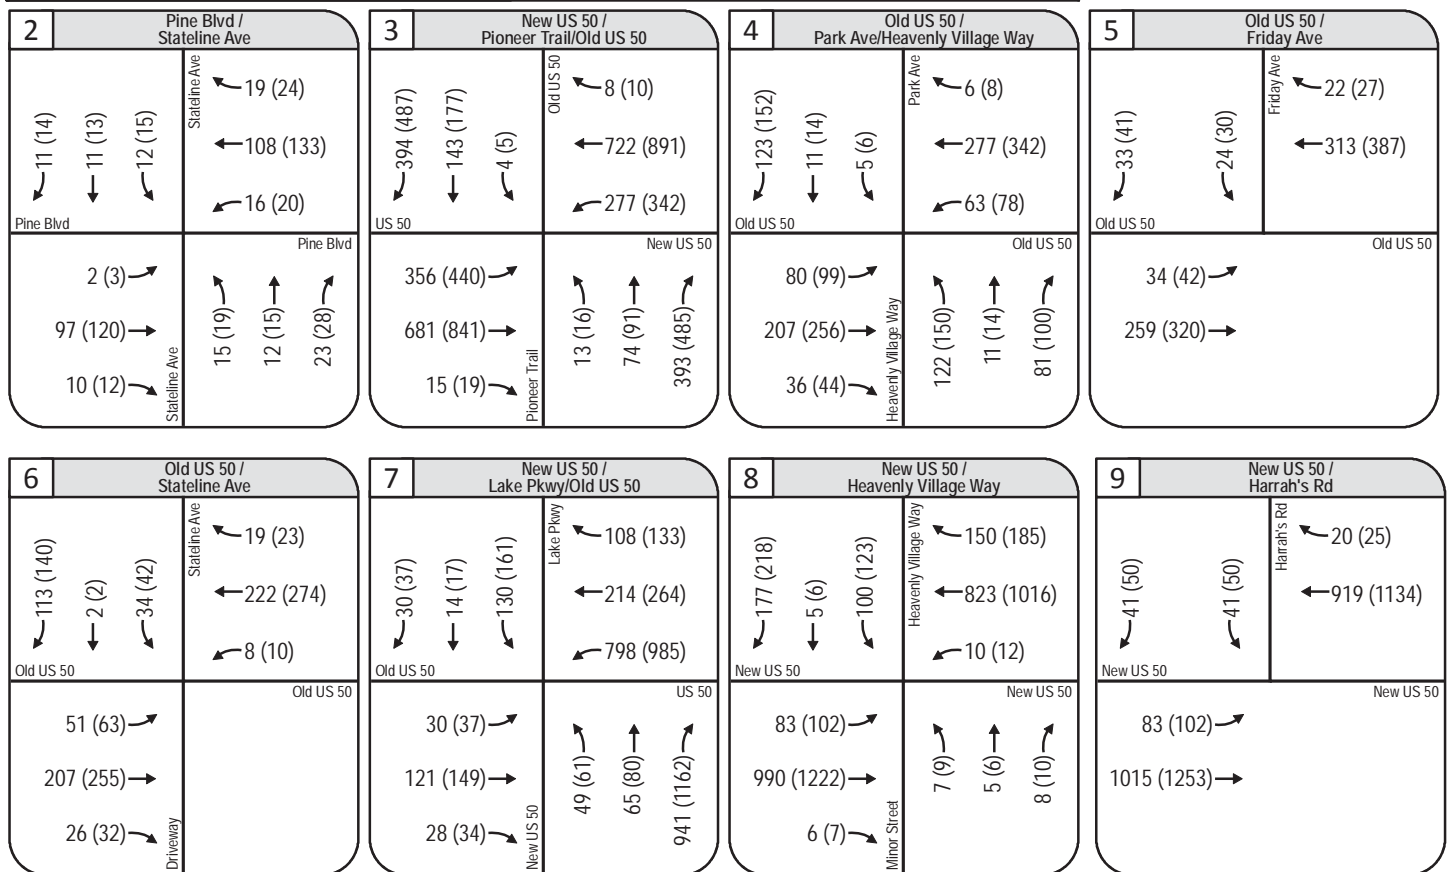 2
Pine Blvd /
Stateline Ave
11 (14)
11 (13)
12 (15)
Stateline Ave
19 (24)
108 (133)
16 (20)
Pine Blvd
Pine Blvd
2 (3)
97 (120)
10 (12)
Stateline Ave
15 (19)
12 (15)
23 (28)
3
New US 50 /
Pioneer Trail/Old US 50
394 (487)
143 (177)
4 (5)
Old US 50
8 (10)
722 (891)
277 (342)
US 50
New US 50
356 (440)
681 (841)
15 (19)
Pioneer Trail
13 (16)
74 (91)
393 (485)
4
Old US 50 /
Park Ave/Heavenly Village Way
123 (152)
11 (14)
5 (6)
Park Ave
6 (8)
277 (342)
63 (78)
Old US 50
Old US 50
80 (99)
207 (256)
36 (44)
Heavenly Village Way
122 (150)
11 (14)
81 (100)
5
Old US 50 /
Friday Ave
33 (41)
24 (30)
Friday Ave
22 (27)
313 (387)
Old US 50
Old US 50
34 (42)
259 (320)
6
Old US 50 /
Stateline Ave
113 (140)
2 (2)
34 (42)
Stateline Ave
19 (23)
222 (274)
8 (10)
Old US 50
Old US 50
51 (63)
207 (255)
26 (32)
Driveway
7
New US 50 /
Lake Pkwy/Old US 50
30 (37)
14 (17)
130 (161)
Lake Pkwy
108 (133)
214 (264)
798 (985)
Old US 50
US 50
30 (37)
121 (149)
28 (34)
New US 50
49 (61)
65 (80)
941 (1162)
8
New US 50 /
Heavenly Village Way
177 (218)
5 (6)
100 (123)
Heavenly Village Way
150 (185)
823 (1016)
10 (12)
New US 50
New US 50
83 (102)
990 (1222)
6 (7)
Minor Street
7 (9)
5 (6)
8 (10)
9
New US 50 /
Harrah's Rd
41 (50)
41 (50)
Harrah's Rd
20 (25)
919 (1134)
New US 50
New US 50
83 (102)
1015 (1253)